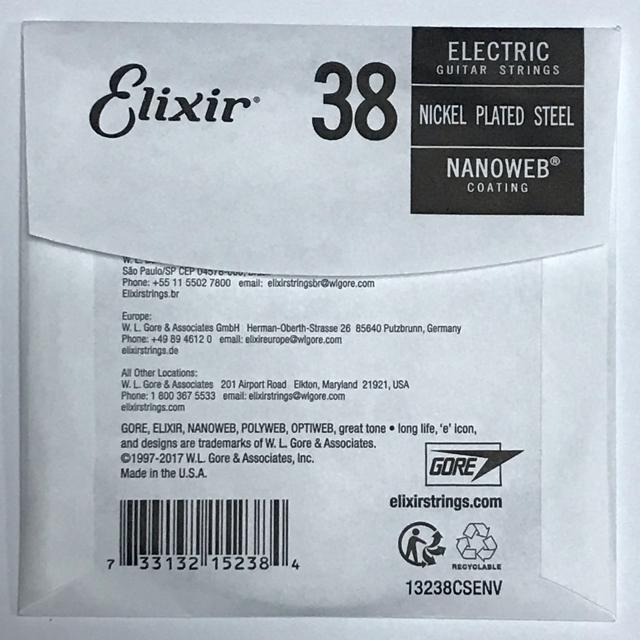 Elixir®
38
ELECTRIC
GUITAR STRINGS
NICKEL PLATED STEEL
NANOWEB®
COATING
São Paulo/SP CEP
Phone: +55 11 5502 7800 email: elixirstringsbr@wlgore.com
Elixirstrings.br
Europe:
W. L. Gore & Associates GmbH Herman-Oberth-Strasse 26 85640 Putzbrunn, Germany
Phone: +49 89 4612 0 email: elixireurope@wlgore.com
elixirstrings.de
All Other Locations:
W. L. Gore & Associates 201 Airport Road Elkton, Maryland 21921, USA
Phone: 1 800 367 5533 email: elixirstrings@wlgore.com
elixirstrings.com
GORE, ELIXIR, NANOWEB, POLYWEB, OPTIWEB, great tone • long life, 'e' icon,
and designs are trademarks of W. L. Gore & Associates.
©1997-2017 W. L. Gore & Associates, Inc.
Made in the U.S.A.
GORE
elixirstrings.com
7 33132 15238 4
RECYCLABLE
13238CSENV